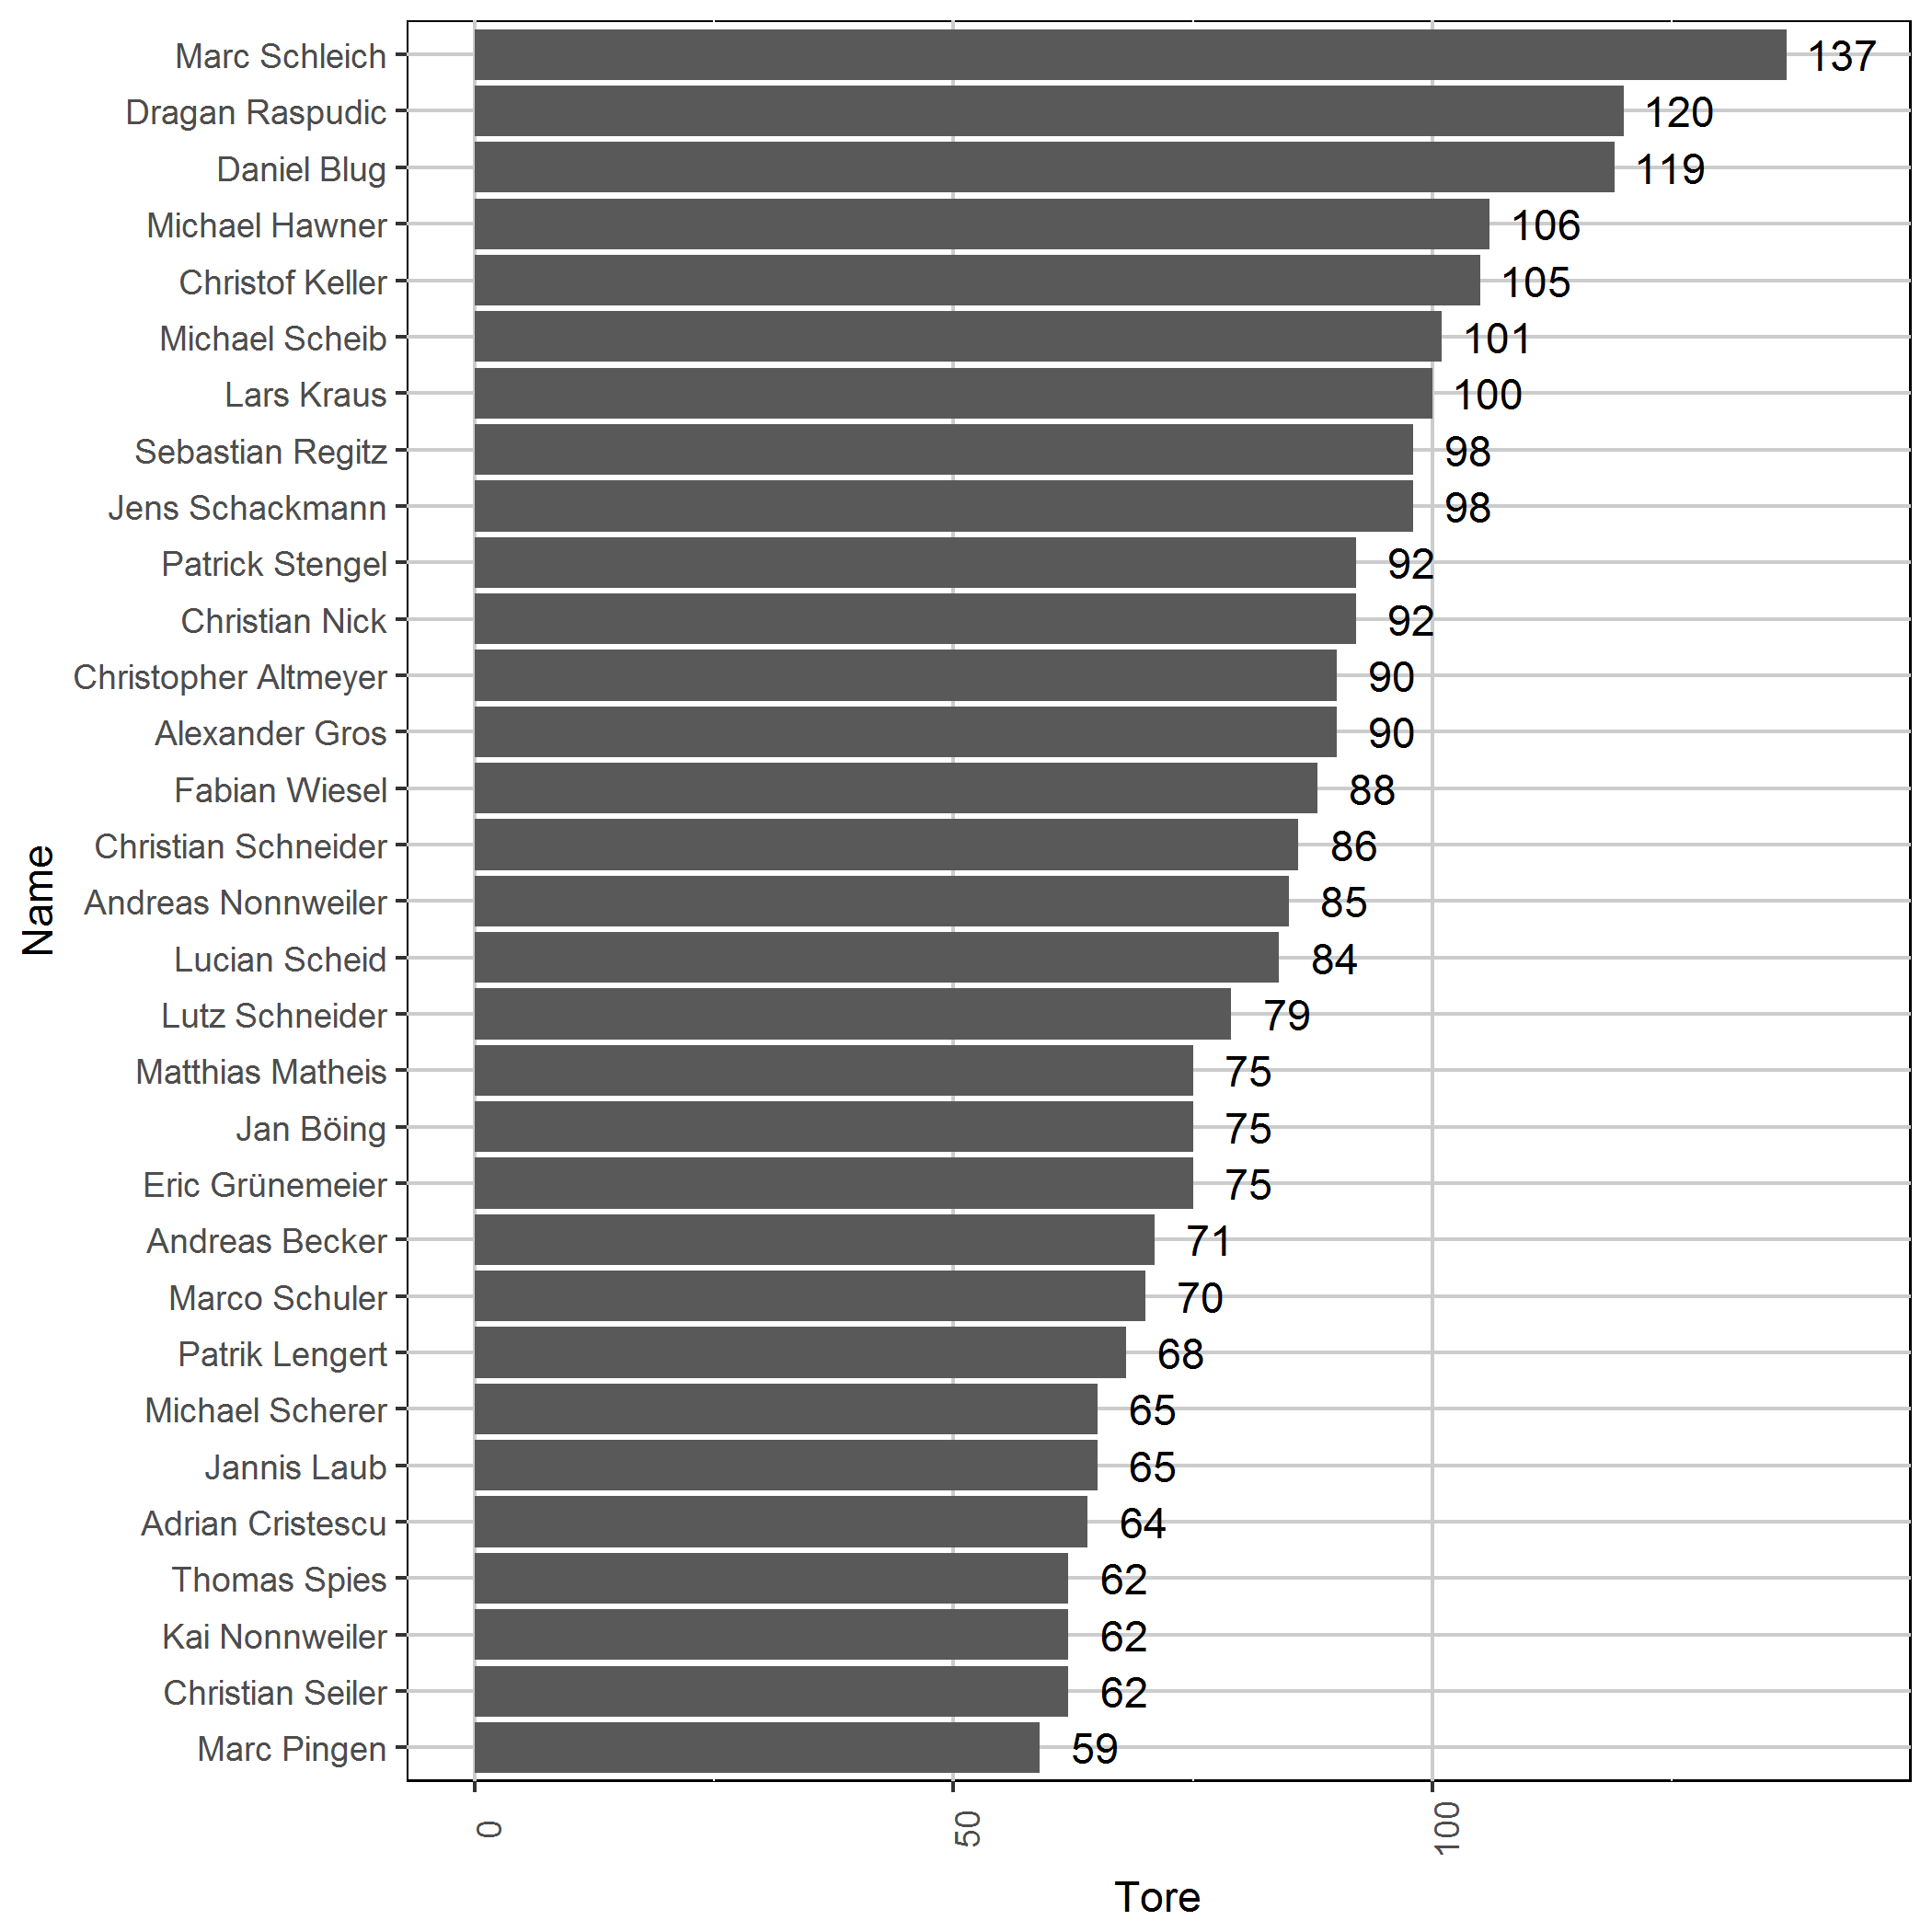 Marc Schleich 137
Dragan Raspudic 120
Daniel Blug 119
Michael Hawner 106
Christof Keller 105
Michael Scheib 101
Lars Kraus 100
Sebastian Regitz 98
Jens Schackmann 98
Patrick Stengel 92
Christian Nick 92
Christopher Altmeyer 90
Alexander Gros 90
Fabian Wiesel 88
Christian Schneider 86
Andreas Nonnweiler 85
Lucian Scheid 84
Lutz Schneider 79
Matthias Matheis 75
Jan Böing 75
Eric Grünemeier 75
Andreas Becker 71
Marco Schuler 70
Patrik Lengert 68
Michael Scherer 65
Jannis Laub 65
Adrian Cristescu 64
Thomas Spies 62
Kai Nonnweiler 62
Christian Seiler 62
Marc Pingen 59
Name
0 50 100
Tore